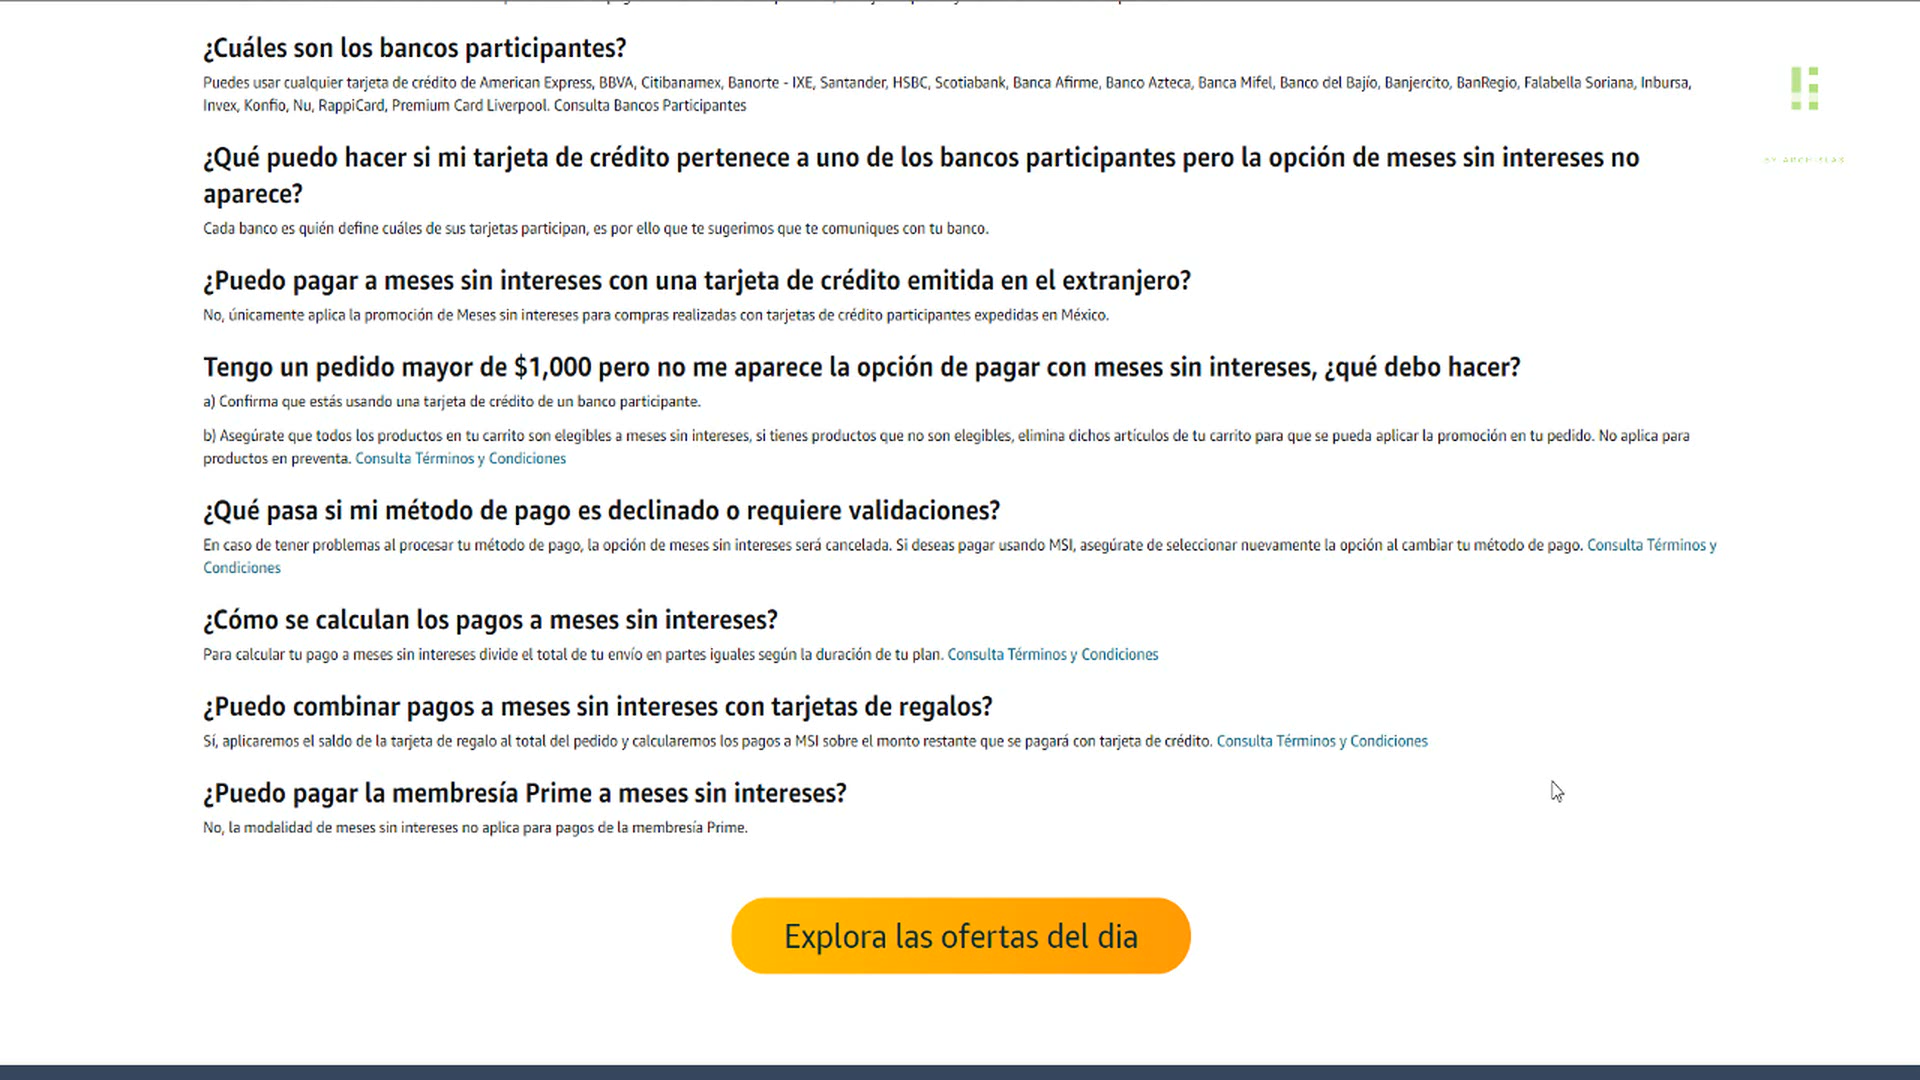 ¿Cuáles son los bancos participantes?
Puedes usar cualquier tarjeta de crédito de American Express, BBVA, Citibanamex, Banorte - IXE, Santander, HSBC, Scotiabank, Banca Afirme, Banco Azteca, Banca Mifel, Banco del Bajío, Banjercito, BanRegio, Falabella Soriana, Inbursa,
Invex, Konfio, Nu, RappiCard, Premium Card Liverpool. Consulta Bancos Participantes
¿Qué puedo hacer si mi tarjeta de crédito pertenece a uno de los bancos participantes pero la opción de meses sin intereses no
aparece?
Cada banco es quién define cuáles de sus tarjetas participan, es por ello que te sugerimos que te comuniques con tu banco.
¿Puedo pagar a meses sin intereses con una tarjeta de crédito emitida en el extranjero?
No, únicamente aplica la promoción de Meses sin intereses para compras realizadas con tarjetas de crédito participantes expedidas en México.
Tengo un pedido mayor de $1,000 pero no me aparece la opción de pagar con meses sin intereses, ¿qué debo hacer?
a) Confirma que estás usando una tarjeta de crédito de un banco participante.
b) Asegúrate que todos los productos en tu carrito son elegibles a meses sin intereses, si tienes productos que no son elegibles, elimina dichos artículos de tu carrito para que se pueda aplicar la promoción en tu pedido. No aplica para
productos en preventa. Consulta Términos y Condiciones
¿Qué pasa si mi método de pago es declinado o requiere validaciones?
En caso de tener problemas al procesar tu método de pago, la opción de meses sin intereses será cancelada. Si deseas pagar usando MSI, asegúrate de seleccionar nuevamente la opción al cambiar tu método de pago. Consulta Términos y
Condiciones
¿Cómo se calculan los pagos a meses sin intereses?
Para calcular tu pago a meses sin intereses divide el total de tu envío en partes iguales según la duración de tu plan. Consulta Términos y Condiciones
¿Puedo combinar pagos a meses sin intereses con tarjetas de regalos?
Sí, aplicaremos el saldo de la tarjeta de regalo al total del pedido y calcularemos los pagos a MSI sobre el monto restante que se pagará con tarjeta de crédito. Consulta Términos y Condiciones
¿Puedo pagar la membresía Prime a meses sin intereses?
No, la modalidad de meses sin intereses no aplica para pagos de la membresía Prime.
Explora las ofertas del dia